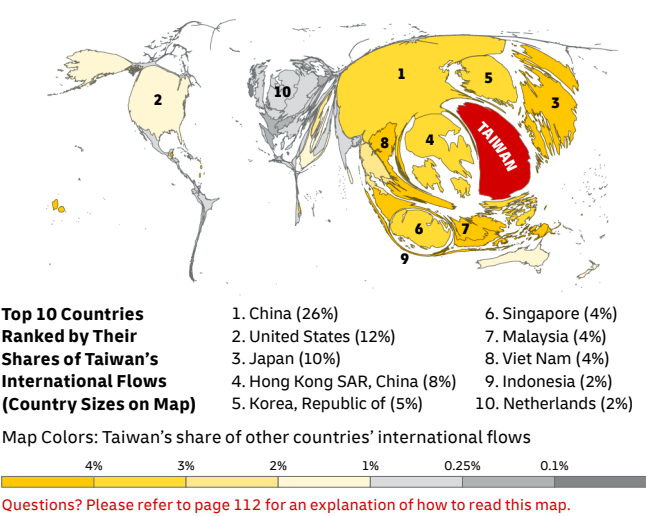 1
2
3
4
5
6
7
8
9
10
TAIWAN
Top 10 Countries
Ranked by Their
Shares of Taiwan's
International Flows
(Country Sizes on Map)
1. China (26%)
2. United States (12%)
3. Japan (10%)
4. Hong Kong SAR, China (8%)
5. Korea, Republic of (5%)
6. Singapore (4%)
7. Malaysia (4%)
8. Viet Nam (4%)
9. Indonesia (2%)
10. Netherlands (2%)
Map Colors: Taiwan's share of other countries' international flows
4% 3% 2% 1% 0.25% 0.1%
Questions? Please refer to page 112 for an explanation of how to read this map.